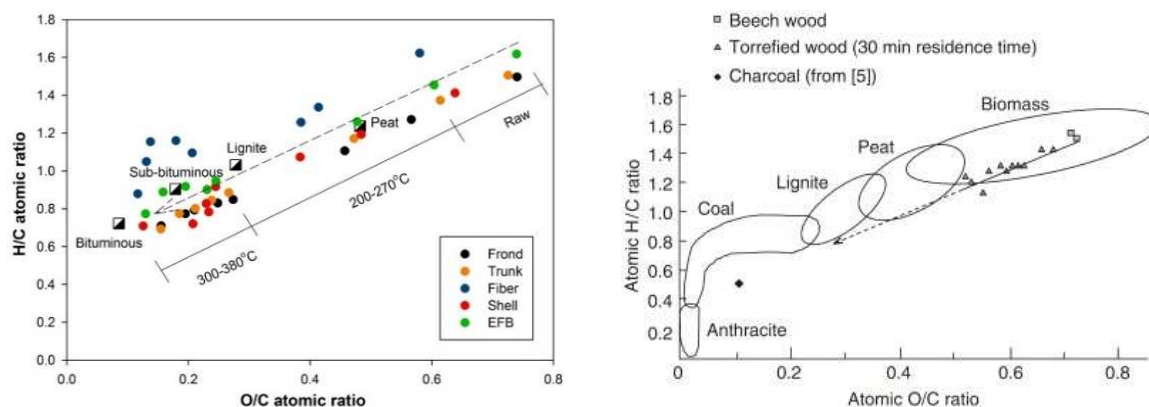 1.8
1.6
1.4
1.2
1.0
0.8
0.6
0.4
0.2
0.0
H/C atomic ratio
Peat
Raw
Lignite
Sub-bituminous
Bituminous
200-270°C
300-380°C
Frond
Trunk
Fiber
Shell
EFB
0.0 0.2 0.4 0.6 0.8
O/C atomic ratio
Beech wood
Torrefied wood (30 min residence time)
Charcoal (from [5])
1.8
1.6
1.4
1.2
1.0
0.8
0.6
0.4
0.2
Atomic H/C ratio
Biomass
Peat
Lignite
Coal
Anthracite
0 0.2 0.4 0.6 0.8
Atomic O/C ratio